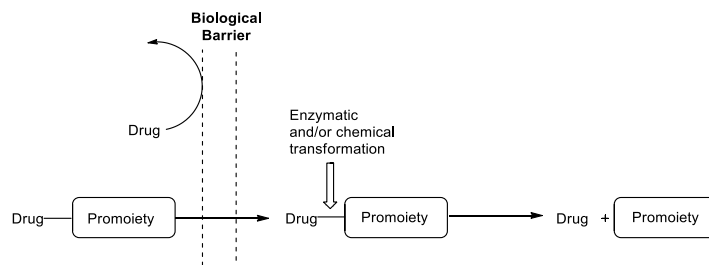 Biological
Barrier
Drug
Enzymatic
and/or chemical
transformation
Drug Promoiety Drug Promoiety Drug + Promoiety